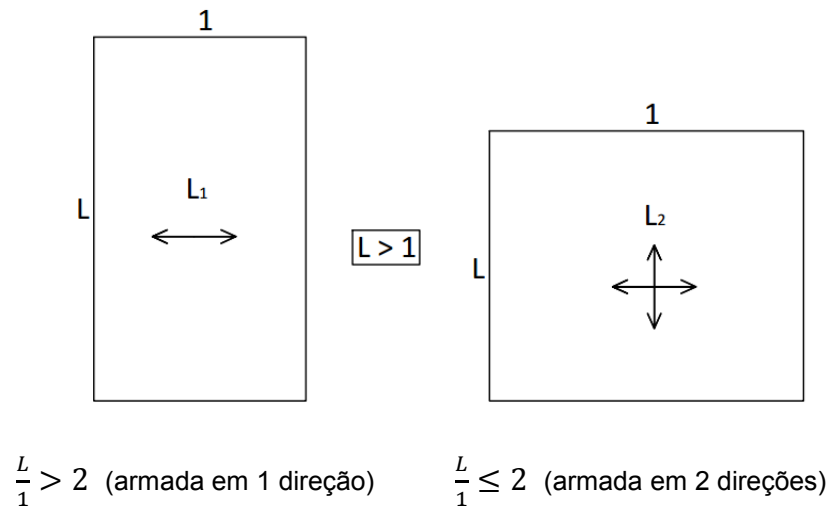 1
L
L₁
L > 1
1
L
L₂
L/1 > 2 (armada em 1 direção)
L/1 ≤ 2 (armada em 2 direções)